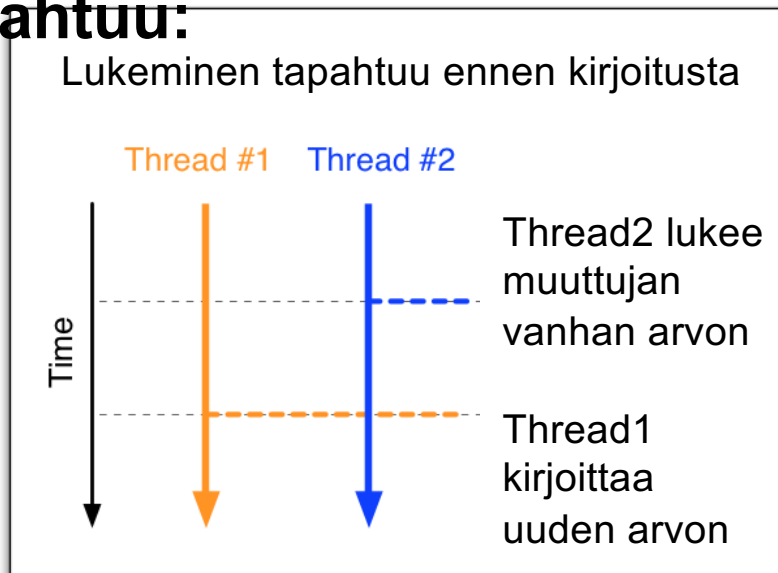 ahtuu:
Lukeminen tapahtuu ennen kirjoitusta
Thread #1 Thread #2
Time
Thread2 lukee
muuttujan
vanhan arvon
Thread1
kirjoittaa
uuden arvon